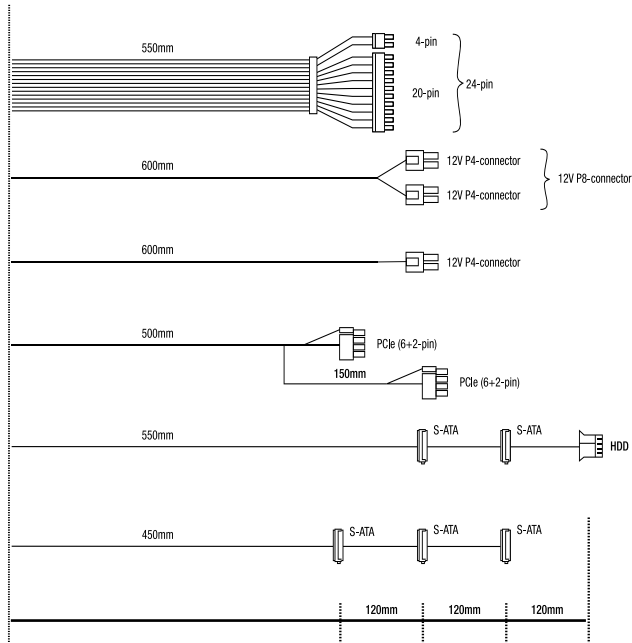 4-pin
550mm
24-pin
20-pin
600mm
12V P4-connector
12V P8-connector
12V P4-connector
600mm
12V P4-connector
500mm
PCIe (6+2-pin)
150mm
PCIe (6+2-pin)
550mm
S-ATA
S-ATA
HDD
450mm
S-ATA
S-ATA
S-ATA
120mm
120mm
120mm